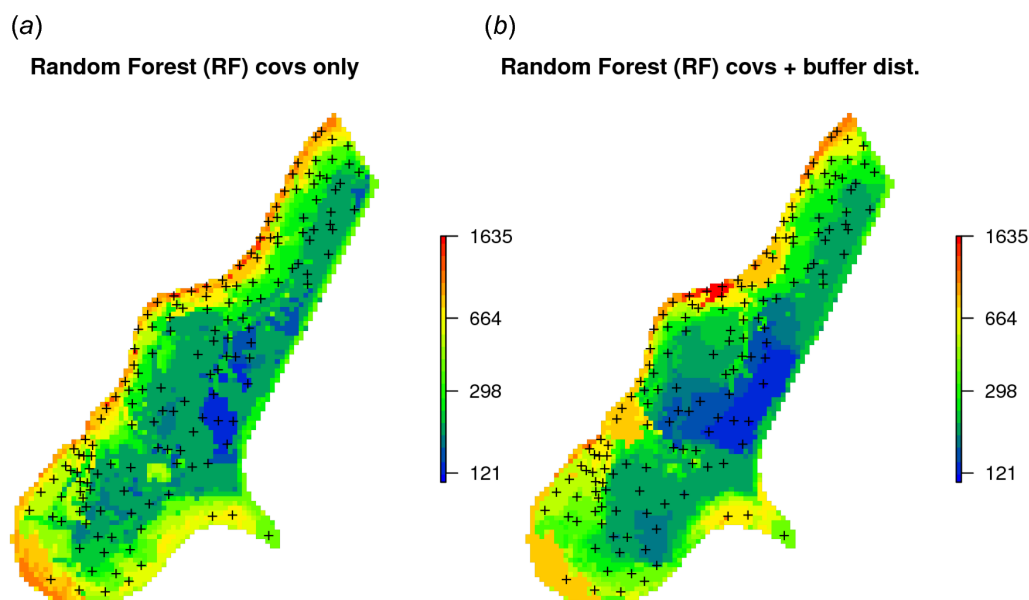 (a)
(b)
Random Forest (RF) covs only
Random Forest (RF) covs + buffer dist.
1635
664
298
121
1635
664
298
121